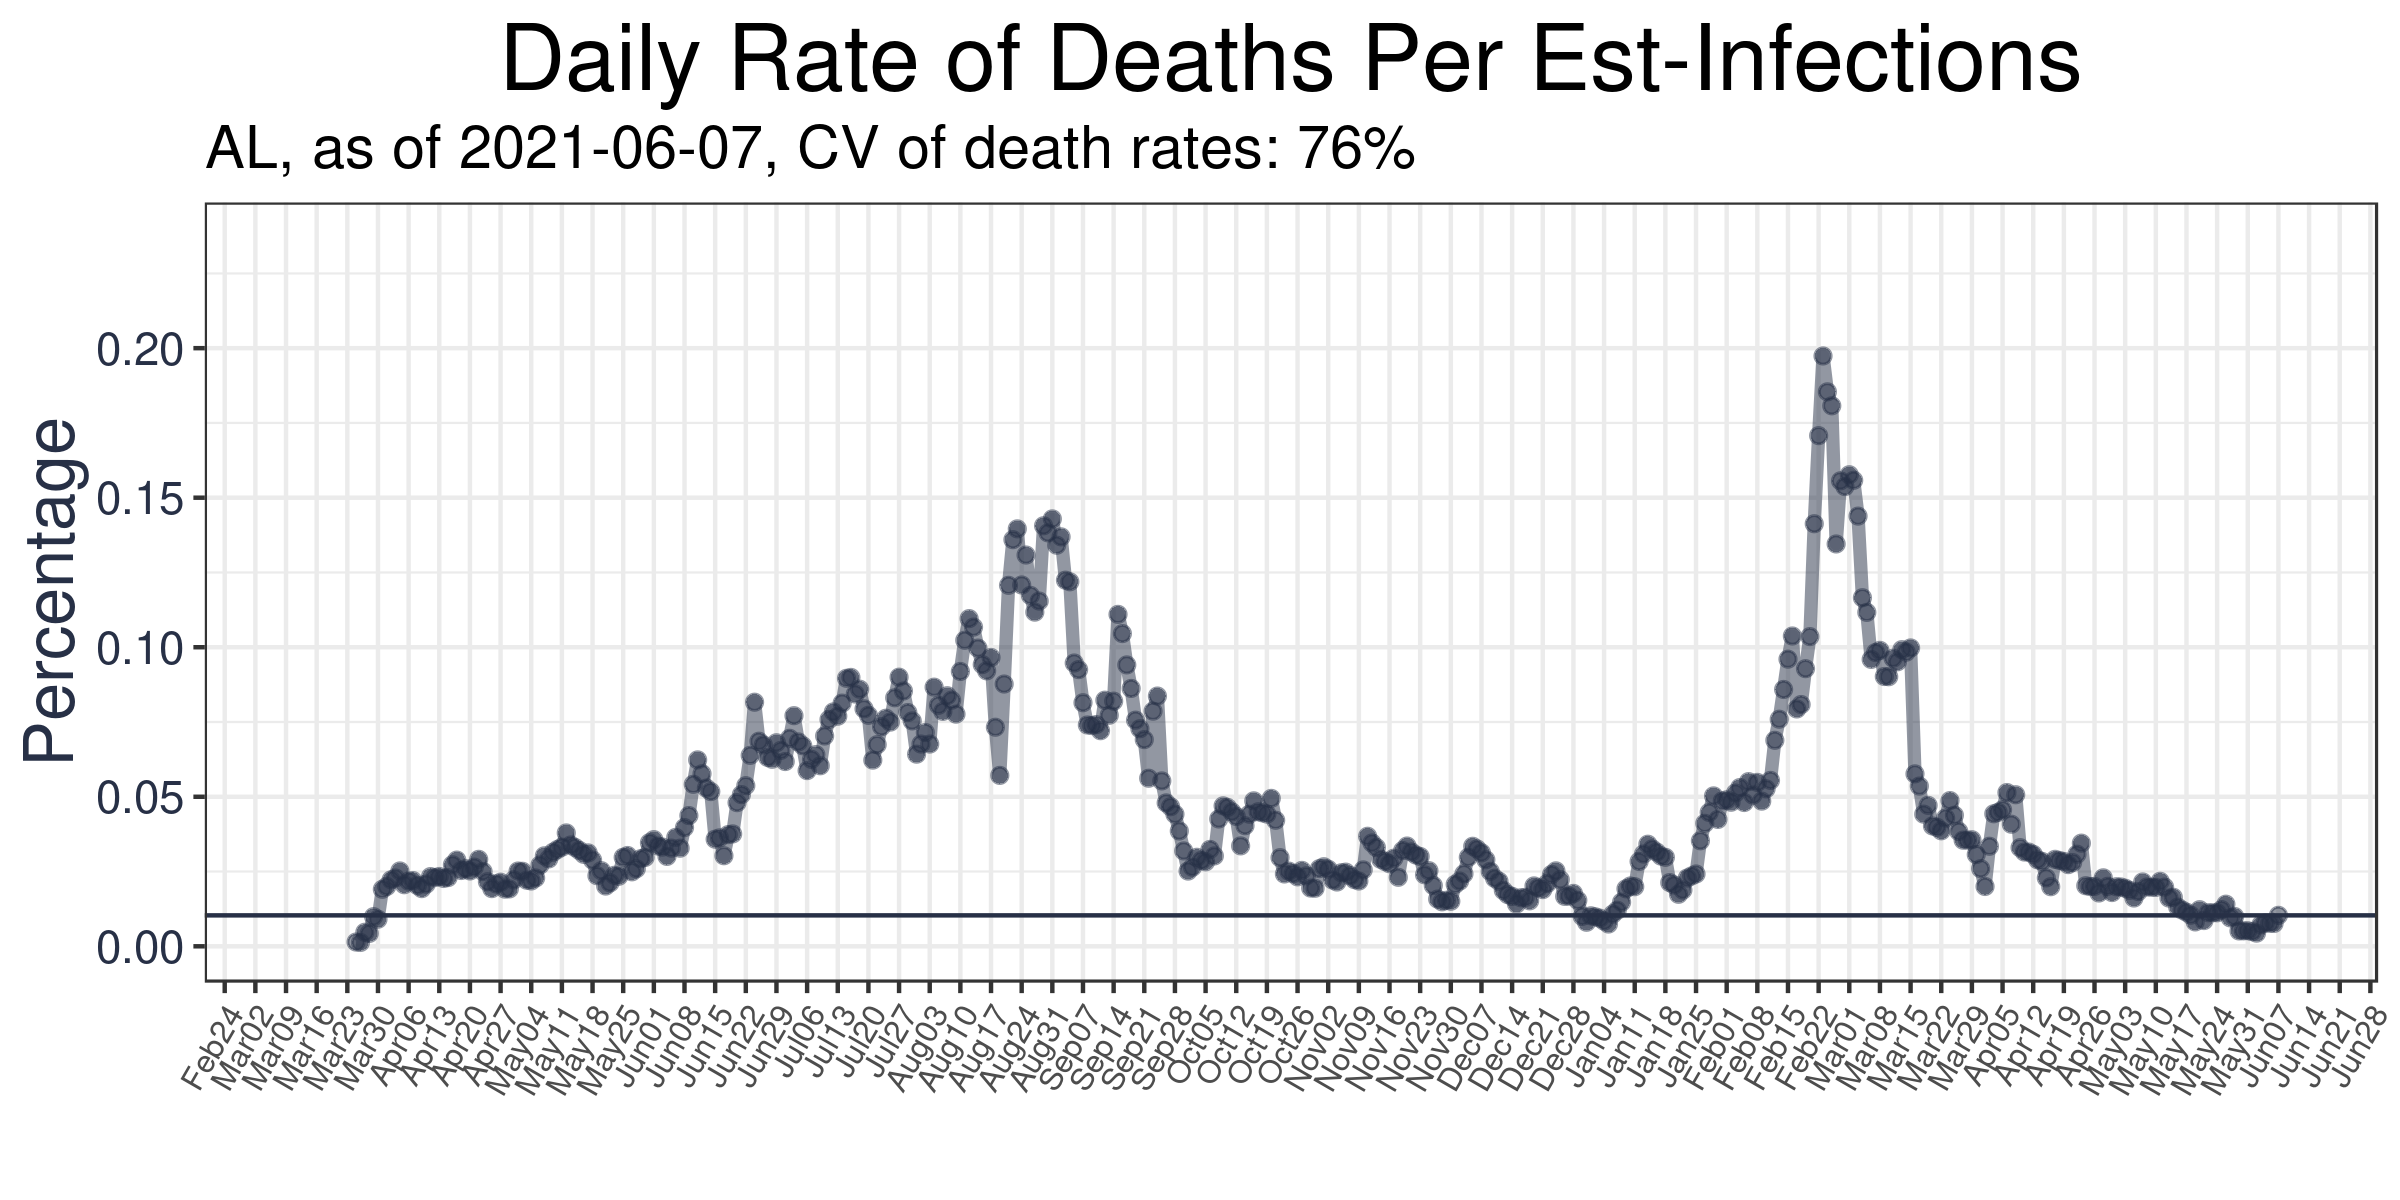 Daily Rate of Deaths Per Est-Infections
AL, as of 2021-06-07, CV of death rates: 76%
Percentage
0.20
0.15
0.10
0.05
0.00
Feb24
Mar02
Mar09
Mar16
Mar23
Mar30
Apr06
Apr13
Apr20
Apr27
May04
May11
May18
May25
Jun01
Jun08
Jun15
Jun22
Jun29
Jul06
Jul13
Jul20
Jul27
Aug03
Aug10
Aug17
Aug24
Aug31
Sep07
Sep14
Sep21
Sep28
Oct05
Oct12
Oct19
Oct26
Nov02
Nov09
Nov16
Nov23
Nov30
Dec07
Dec14
Dec21
Dec28
Jan04
Jan11
Jan18
Jan25
Feb01
Feb08
Feb15
Feb22
Mar01
Mar08
Mar15
Mar22
Mar29
Apr05
Apr12
Apr19
Apr26
May03
May10
May17
May24
May31
Jun07
Jun14
Jun21
Jun28